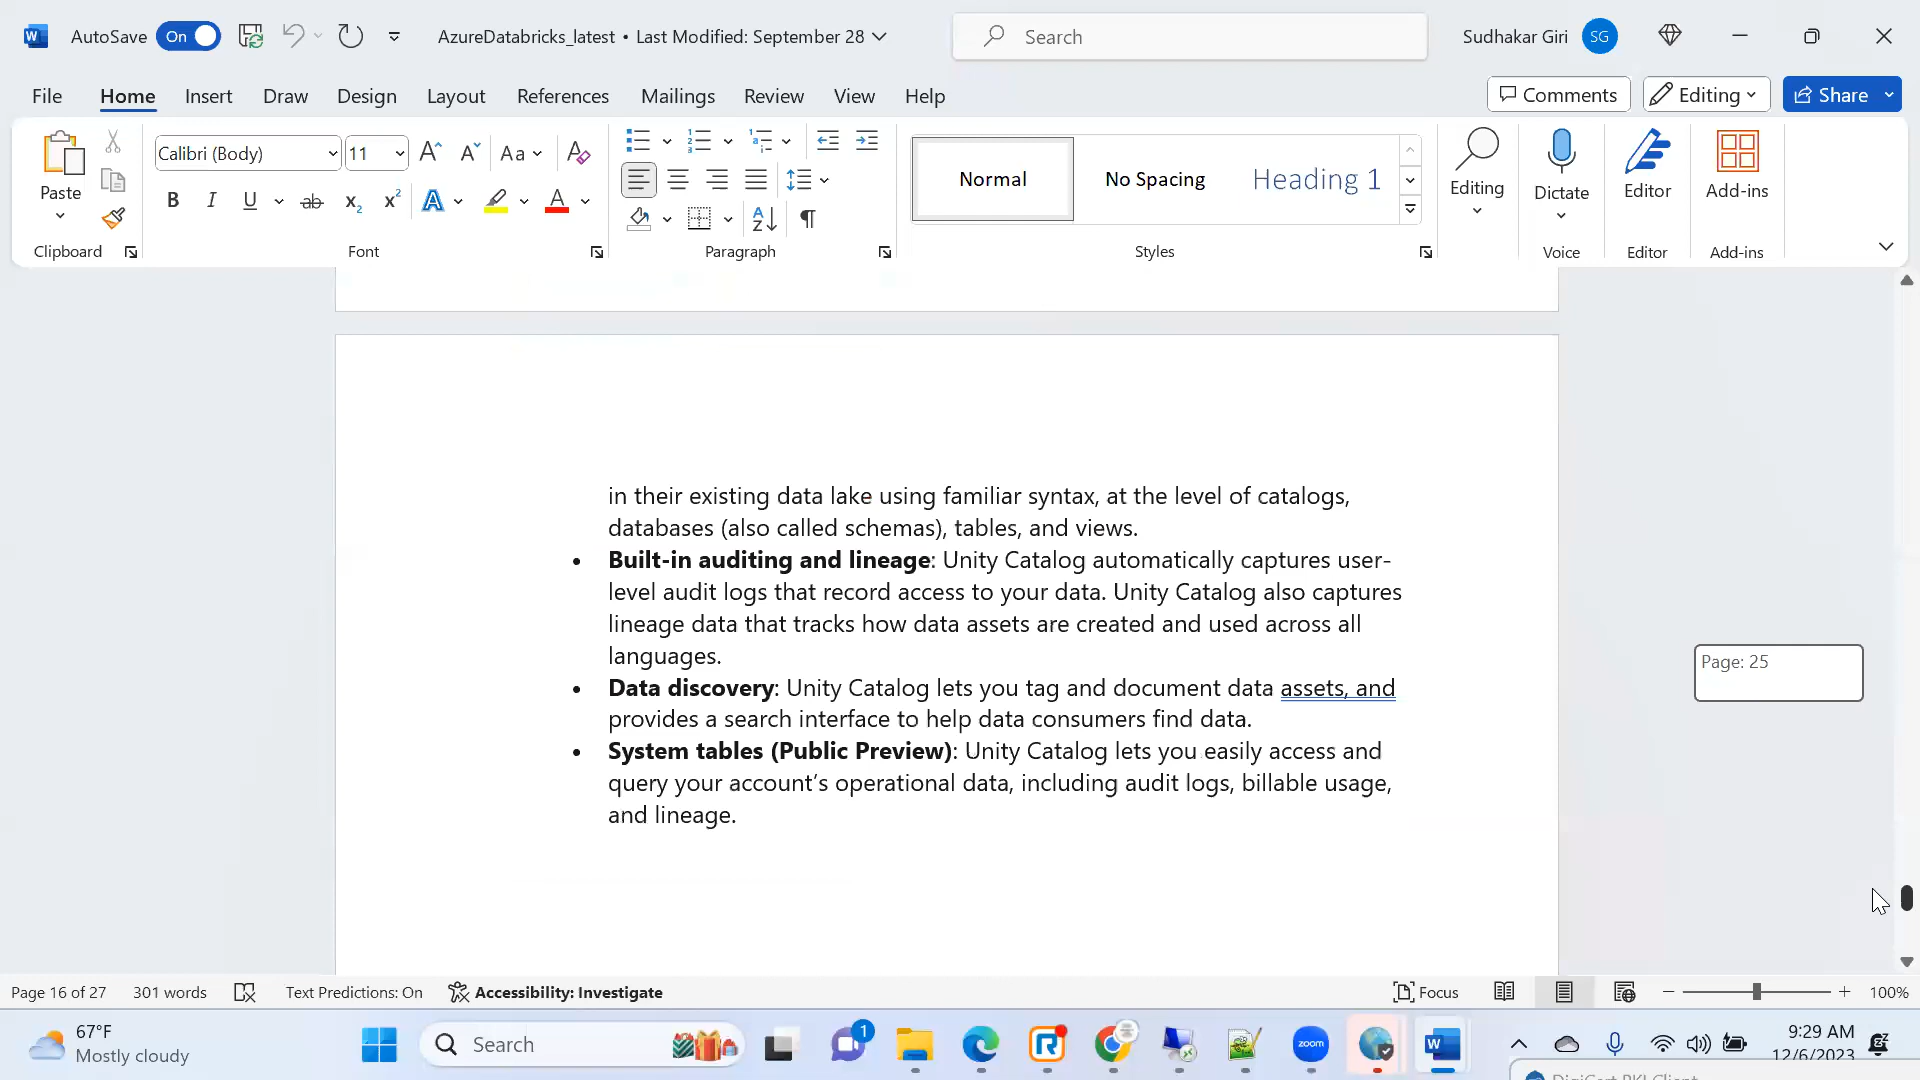 AutoSave On AzureDatabricks_latest • Last Modified: September 28 Search Sudhakar Giri SG
File Home Insert Draw Design Layout References Mailings Review View Help Comments Editing Share
Paste Calibri (Body) 11 Aa Normal No Spacing Heading 1 Editing Dictate Editor Add-ins
Clipboard Font Paragraph Styles Voice Editor Add-ins
in their existing data lake using familiar syntax, at the level of catalogs,
databases (also called schemas), tables, and views.
• Built-in auditing and lineage: Unity Catalog automatically captures user-
level audit logs that record access to your data. Unity Catalog also captures
lineage data that tracks how data assets are created and used across all
languages.
• Data discovery: Unity Catalog lets you tag and document data assets, and
provides a search interface to help data consumers find data.
• System tables (Public Preview): Unity Catalog lets you easily access and
query your account’s operational data, including audit logs, billable usage,
and lineage.
Page: 25
Page 16 of 27 301 words Text Predictions: On Accessibility: Investigate Focus 100%
67°F
Mostly cloudy
Search
1
zoom
9:29 AM
12/6/2023
DigiCert PKI Client